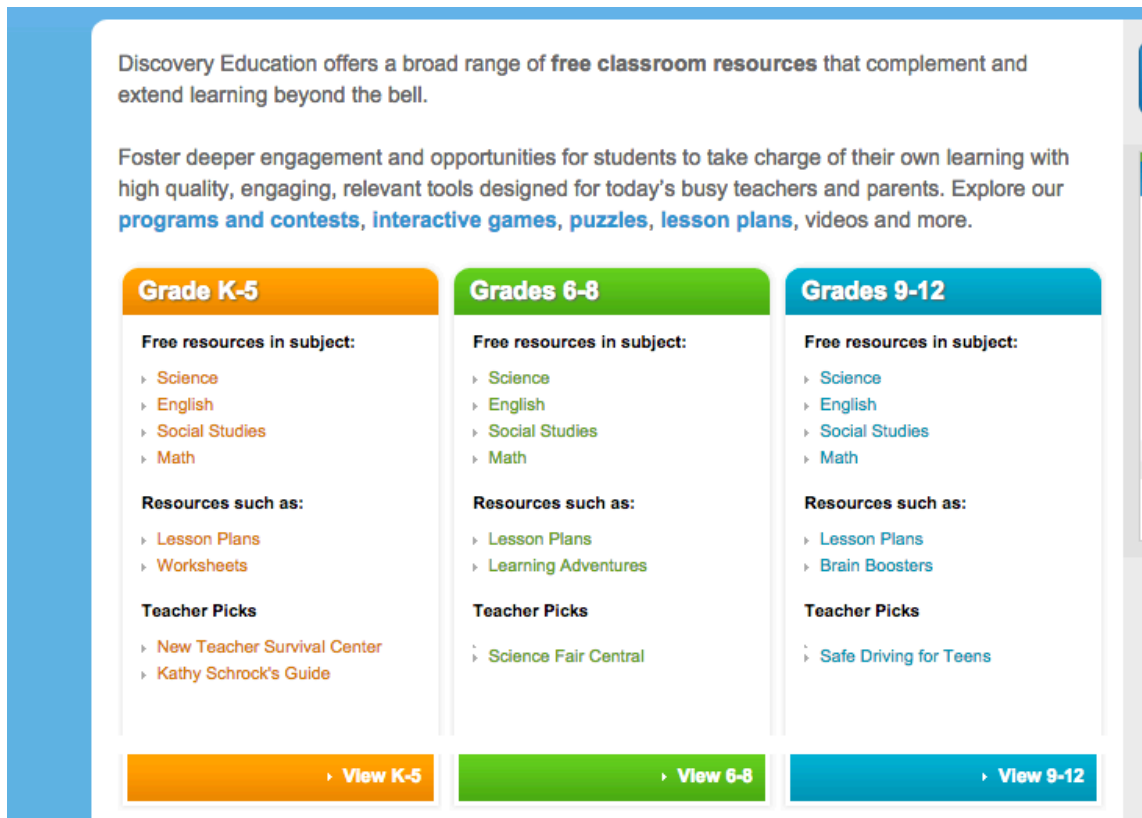 Discovery Education offers a broad range of free classroom resources that complement and
extend learning beyond the bell.
Foster deeper engagement and opportunities for students to take charge of their own learning with
high quality, engaging, relevant tools designed for today's busy teachers and parents. Explore our
programs and contests, interactive games, puzzles, lesson plans, videos and more.
Grade K-5
Free resources in subject:
Science
English
Social Studies
Math
Resources such as:
Lesson Plans
Worksheets
Teacher Picks
New Teacher Survival Center
Kathy Schrock's Guide
View K-5
Grades 6-8
Free resources in subject:
Science
English
Social Studies
Math
Resources such as:
Lesson Plans
Learning Adventures
Teacher Picks
Science Fair Central
View 6-8
Grades 9-12
Free resources in subject:
Science
English
Social Studies
Math
Resources such as:
Lesson Plans
Brain Boosters
Teacher Picks
Safe Driving for Teens
View 9-12